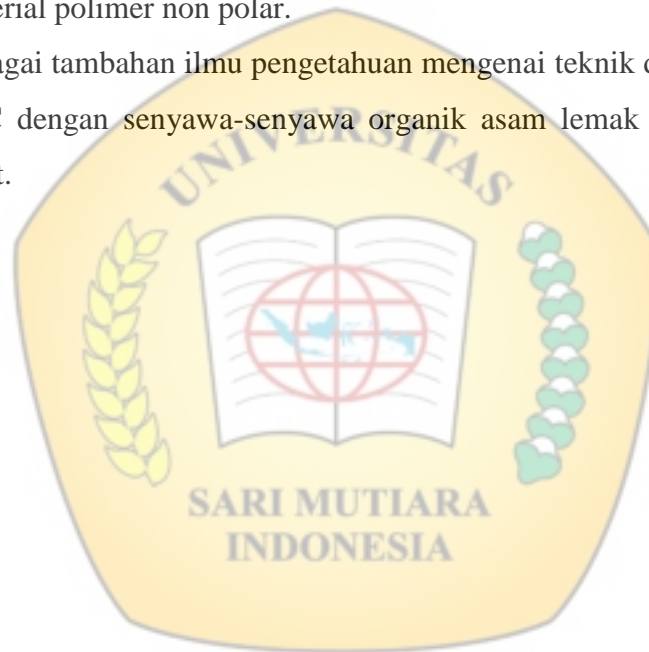 erial polimer non polar.
agai tambahan ilmu pengetahuan mengenai teknik
dengan senyawa-senyawa organik asam lemak
UNIVERSITAS
SARI MUTIARA
INDONESIA